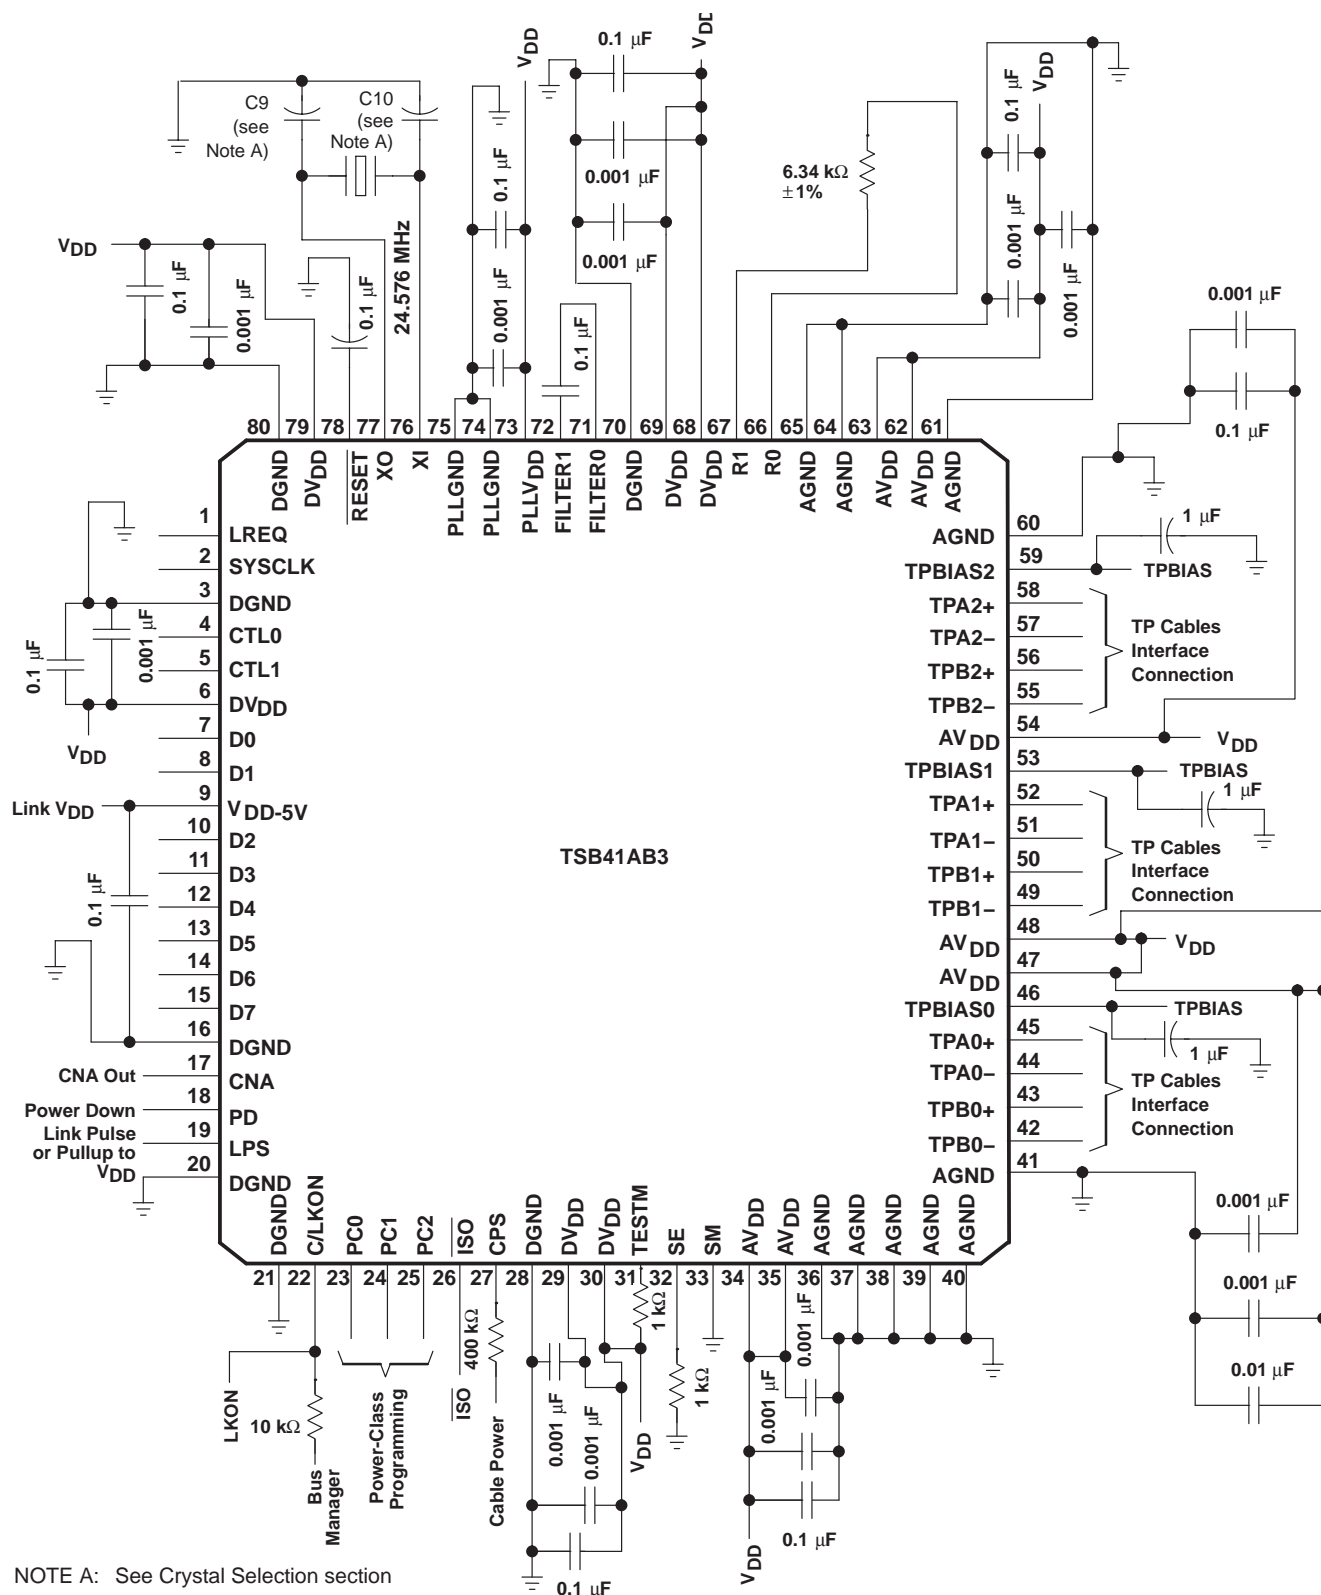 0.1 μF
VDD
VDD
C9
(see
Note A)
C10
(see
Note A)
24.576 MHz
VDD
0.1 μF
0.001 μF
0.1 μF
0.1 μF
0.001 μF
0.1 μF
0.001 μF
0.001 μF
6.34 kΩ
±1%
0.1 μF
VDD
0.001 μF
0.001 μF
0.001 μF
0.1 μF
80 79 78 77 76 75 74 73 72 71 70 69 68 67 66 65 64 63 62 61
DGND
DVDD
RESET
XO
XI
PLLGND
PLLGND
PLLVDD
FILTER1
FILTER0
DGND
DVDD
DVDD
R1
R0
AGND
AGND
AVDD
AVDD
AGND
1 LREQ
2 SYSCLK
3 DGND
4 CTL0
5 CTL1
6 DVDD
7 D0
8 D1
9 VDD-5V
10 D2
11 D3
12 D4
13 D5
14 D6
15 D7
16 DGND
17 CNA
18 PD
19 LPS
20 DGND
0.1 μF
0.001 μF
VDD
Link VDD
0.1 μF
CNA Out
Power Down
Link Pulse
or Pullup to
VDD
TSB41AB3
AGND 60
TPBIAS2 59
TPA2+ 58
TPA2− 57
TPB2+ 56
TPB2− 55
AVDD 54
TPBIAS1 53
TPA1+ 52
TPA1− 51
TPB1+ 50
TPB1− 49
AVDD 48
AVDD 47
TPBIAS0 46
TPA0+ 45
TPA0− 44
TPB0+ 43
TPB0− 42
AGND 41
1 μF
TPBIAS
TP Cables
Interface
Connection
VDD
TPBIAS
1 μF
TP Cables
Interface
Connection
VDD
TPBIAS
1 μF
TP Cables
Interface
Connection
0.001 μF
0.001 μF
0.01 μF
DGND
C/LKON
PC0
PC1
PC2
ISO
CPS
DGND
DVDD
DVDD
TESTM
SE
SM
AVDD
AVDD
AGND
AGND
AGND
AGND
AGND
21 22 23 24 25 26 27 28 29 30 31 32 33 34 35 36 37 38 39 40
LKON
10 kΩ
Bus
Manager
Power-Class
Programming
ISO
400 kΩ
Cable Power
0.001 μF
0.001 μF
0.1 μF
1 kΩ
VDD
1 kΩ
0.001 μF
0.001 μF
0.1 μF
VDD
NOTE A: See Crystal Selection section